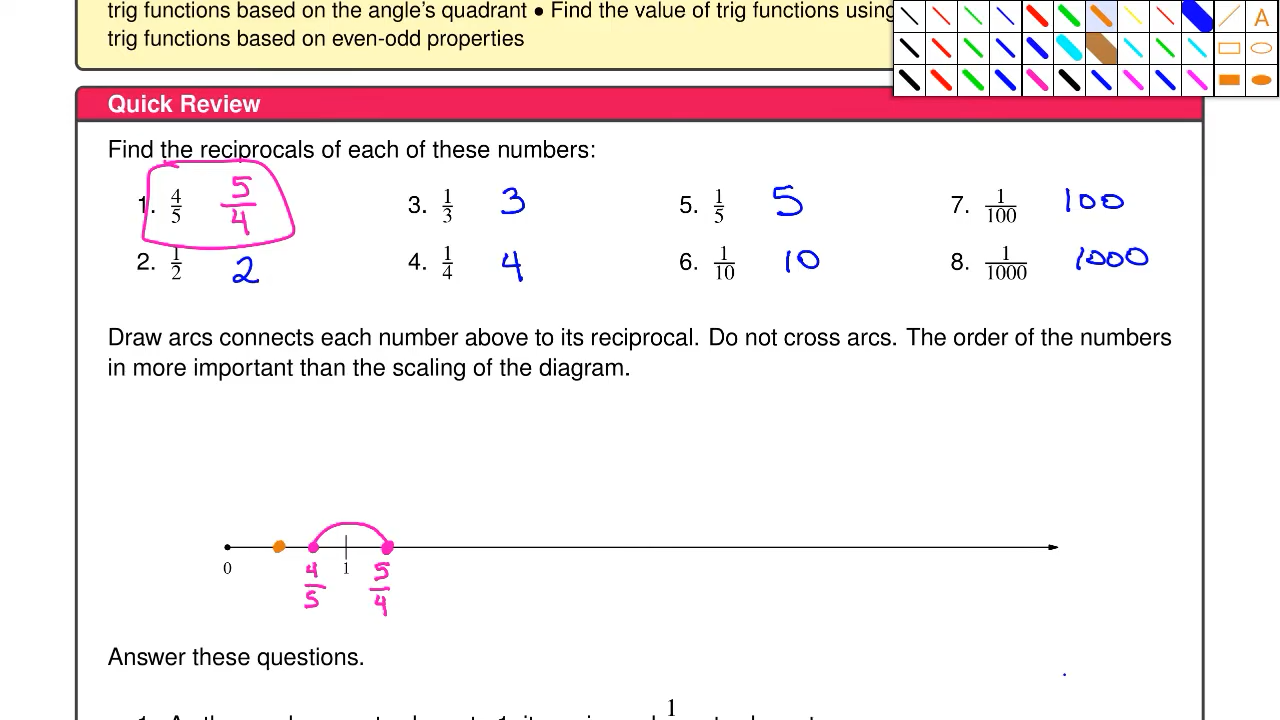 trig functions based on the angle's quadrant • Find the value of trig functions using
trig functions based on even-odd properties
A
Quick Review
Find the reciprocals of each of these numbers:
1. 4/5 5/4 3. 1/3 3 5. 1/5 5 7. 1/100 100
2. 1/2 2 4. 1/4 4 6. 1/10 10 8. 1/1000 1000
Draw arcs connects each number above to its reciprocal. Do not cross arcs. The order of the numbers
in more important than the scaling of the diagram.
0 4/5 1 5/4
Answer these questions.
1